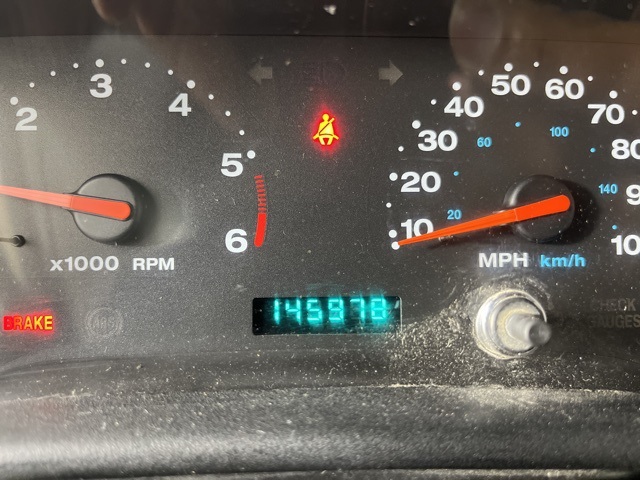 2 3 4 5 6
x1000 RPM
BRAKE
ABS
145978
10 20 30 40 50 60 70 80
20 60 100 140
MPH km/h
CHECK
GAUGES